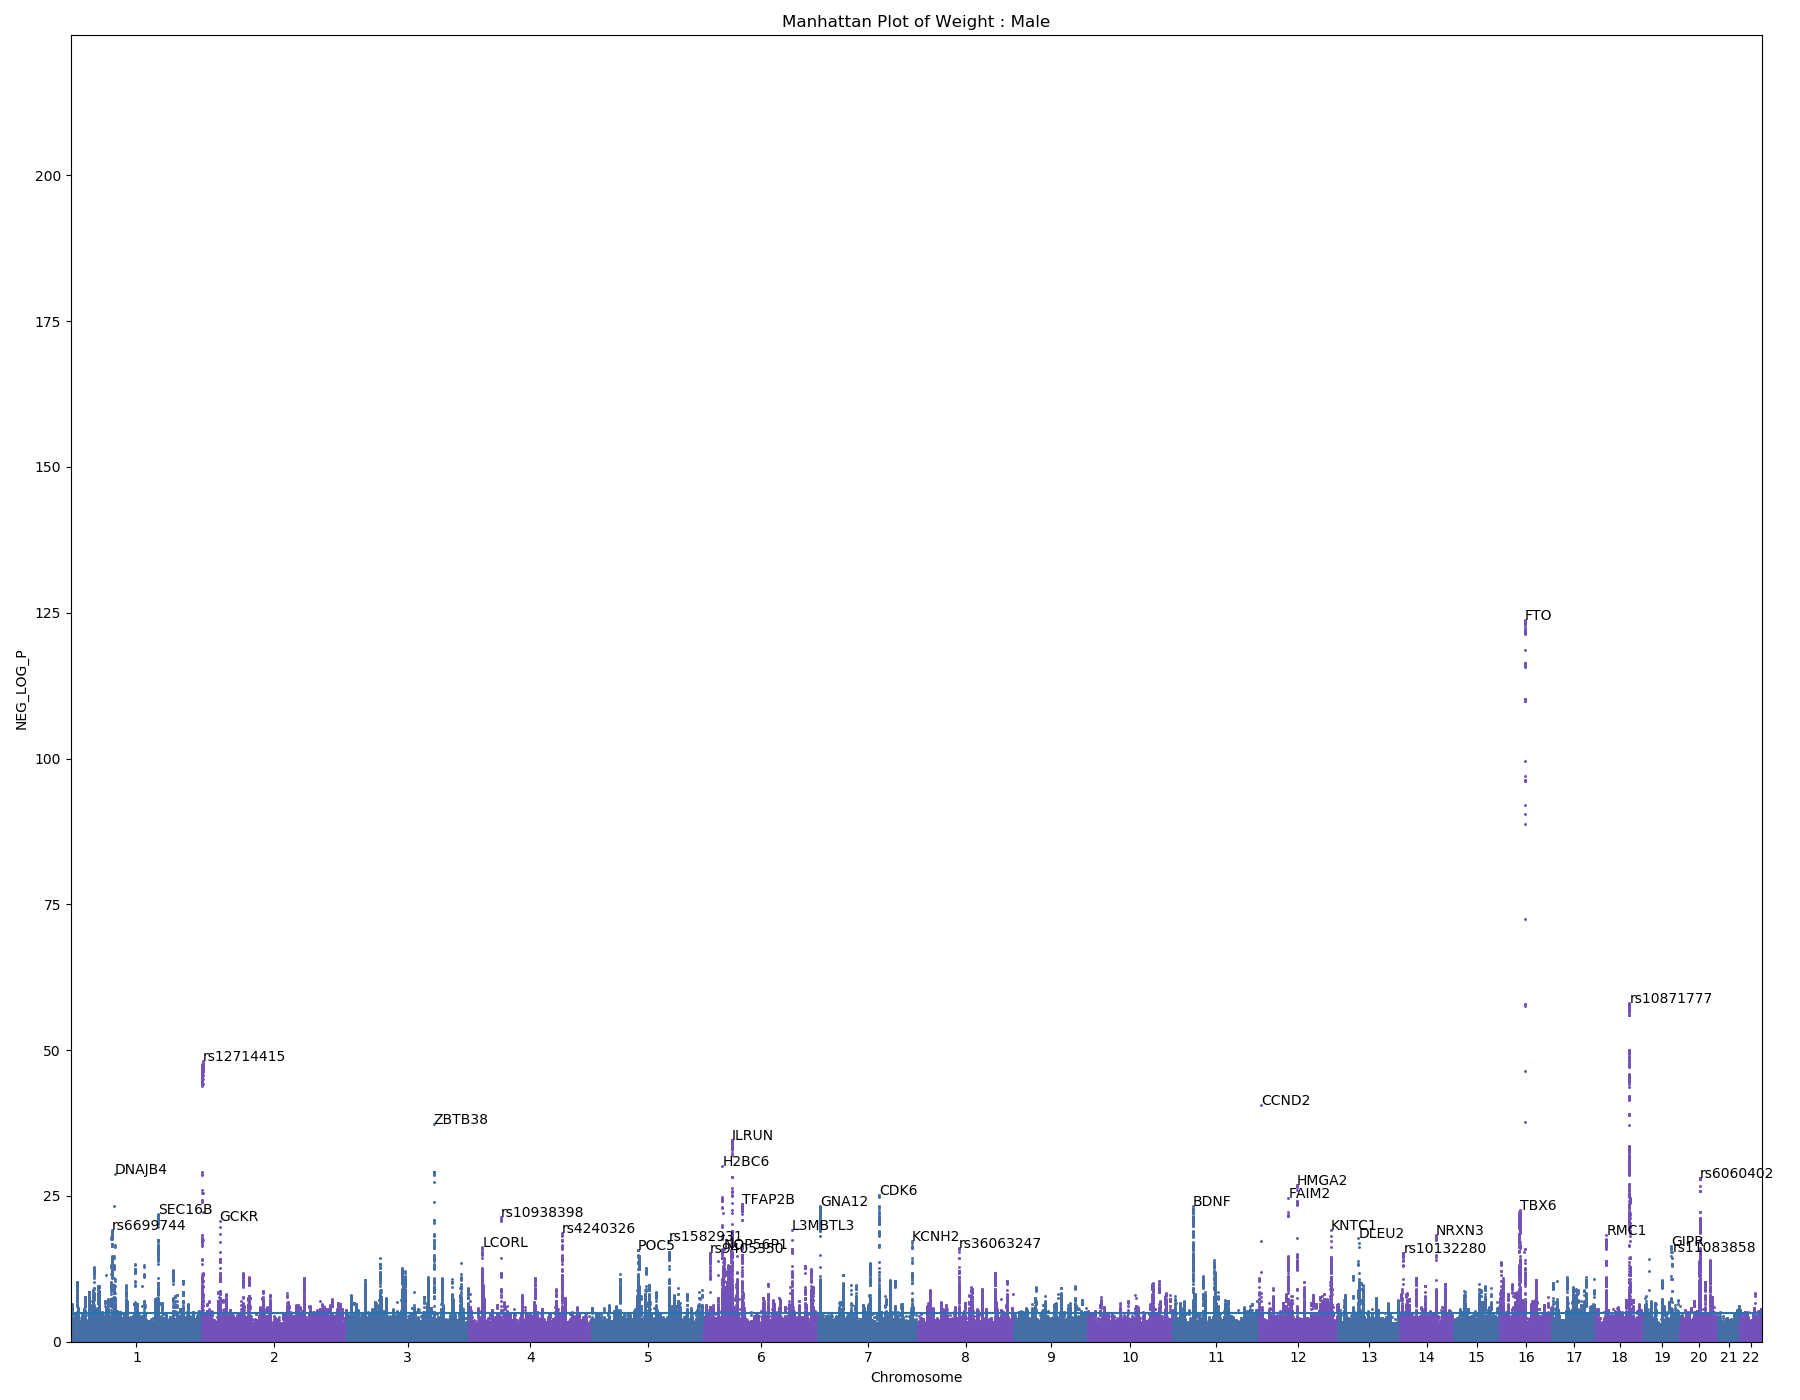 Manhattan Plot of Weight : Male
200
175
150
125
100
75
50
25
0
NEG_LOG_P
FTO
rs10871777
rs12714415
CCND2
ZBTB38
ILRUN
H2BC6
DNAJB4
rs6060402
HMGA2
CDK6
FAIM2
TFAP2B
GNA12
BDNF
TBX6
SEC16B
rs10938398
GCKR
rs6699744
L3MBTL3
KNTC1
rs4240326
NRXN3
RMC1
DLEU2
rs1582931
KCNH2
LCORL
POC5
NOP56P1
rs9405350
rs36063247
GIPR
rs10132280
rs11083858
1 2 3 4 5 6 7 8 9 10 11 12 13 14 15 16 17 18 19 20 21 22
Chromosome